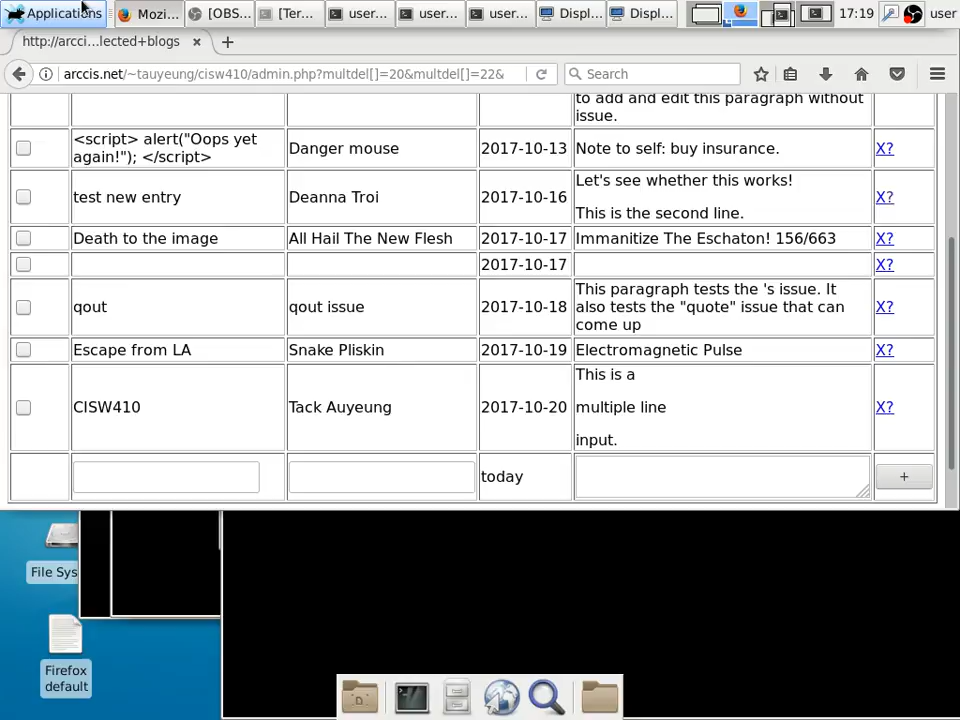 Applications
Mozi...
[OBS...
[Ter...
user...
user...
user...
Displ...
Displ...
17:19
user
http://arcci...lected+blogs
arccis.net/~tauyeung/cisw410/admin.php?multdel[]=20&multdel[]=22&
Search
to add and edit this paragraph without
issue.
<script> alert("Oops yet
again!"); </script>
Danger mouse
2017-10-13
Note to self: buy insurance.
X?
test new entry
Deanna Troi
2017-10-16
Let's see whether this works!
This is the second line.
X?
Death to the image
All Hail The New Flesh
2017-10-17
Immanitize The Eschaton! 156/663
X?
2017-10-17
X?
qout
qout issue
2017-10-18
This paragraph tests the 's issue. It
also tests the "quote" issue that can
come up
X?
Escape from LA
Snake Pliskin
2017-10-19
Electromagnetic Pulse
X?
CISW410
Tack Auyeung
2017-10-20
This is a
multiple line
input.
X?
today
+
File Sys
Firefox
default